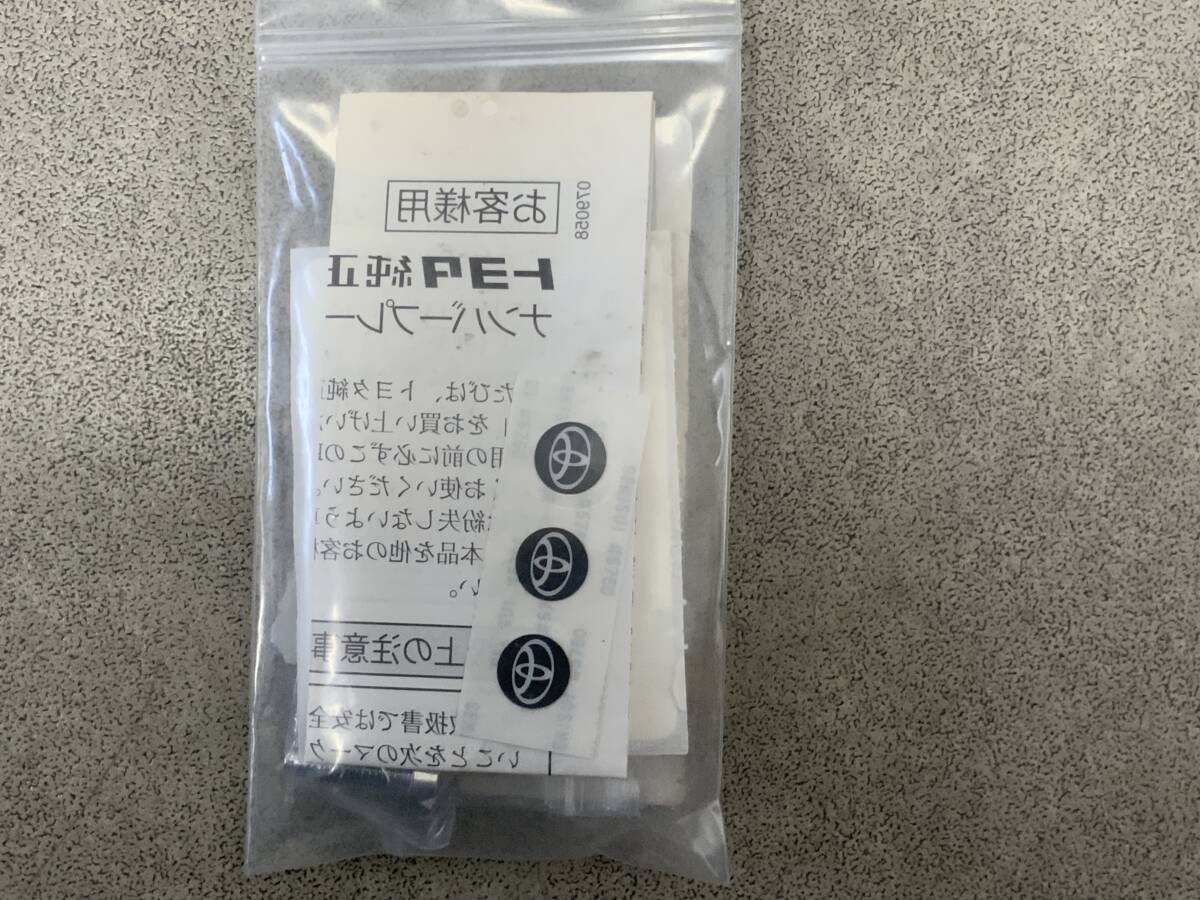 お客様用
079058
トヨタ純正
ナンバープレー
たびは、トヨタ純正
を お買い上げいた
用の前に必ずこの
お使いください。
紛失しないよう
本品を他のお客様
い。
上の注意事
扱書では安全
いことを次のマーク